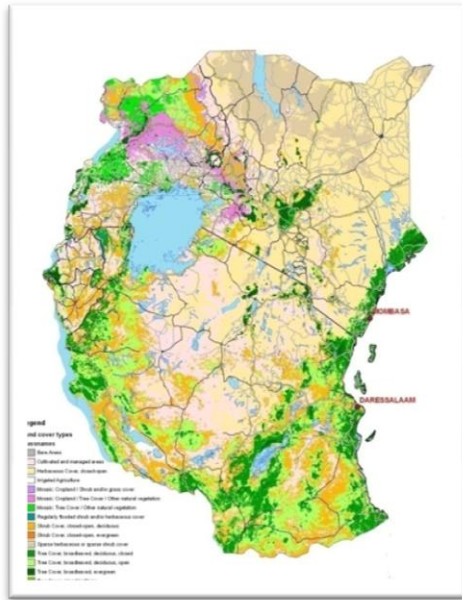 MOMBASA
DARESSALAAM
egend
nd cover types
Bare Areas
Cultivated and managed areas
Herbaceous Cover, closed-open
Irrigated Agriculture
Mosaic: Cropland / Shrub and/or grass cover
Mosaic: Cropland / Tree Cover / Other natural vegetation
Mosaic: Tree Cover / Other natural vegetation
Regularly flooded shrub and/or herbaceous cover
Shrub Cover, closed-open, deciduous
Shrub Cover, closed-open, evergreen
Sparse herbaceous or sparse shrub cover
Tree Cover, broadleaved, deciduous, closed
Tree Cover, broadleaved, deciduous, open
Tree Cover, broadleaved, evergreen